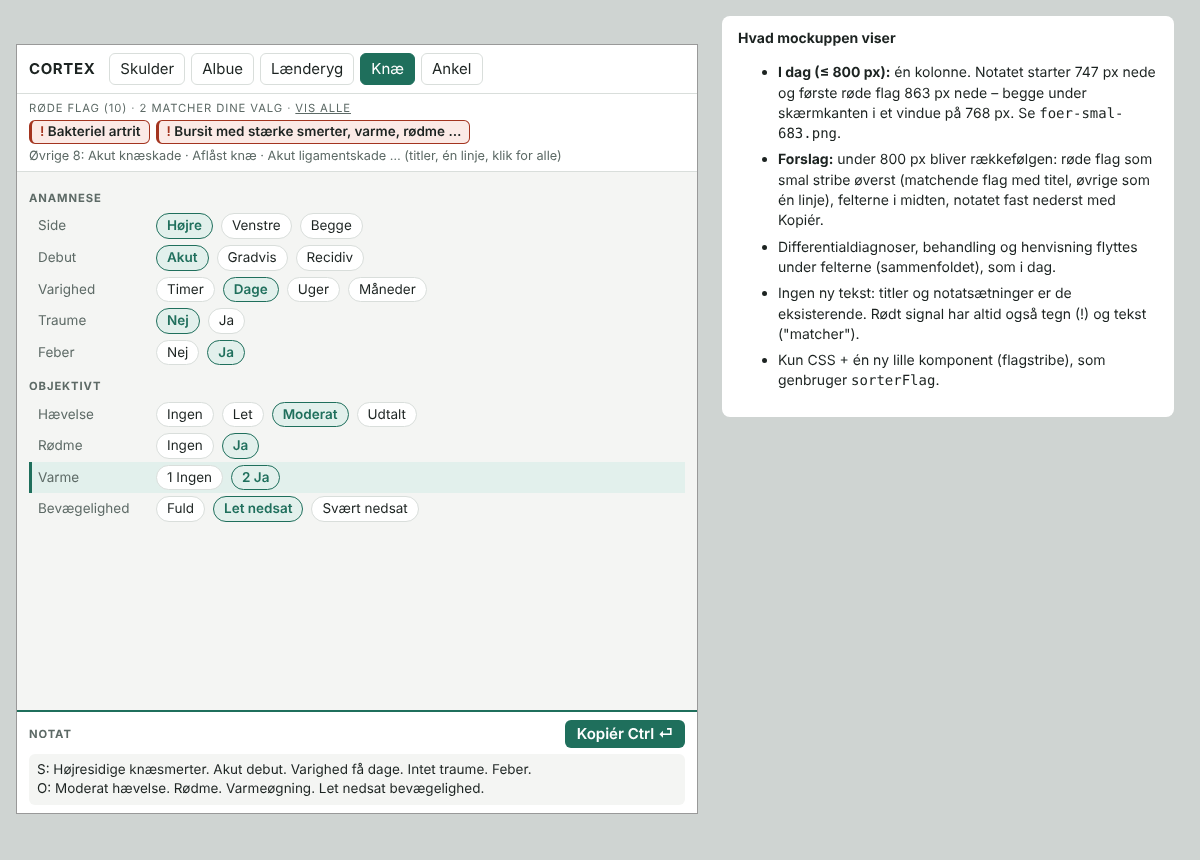 CORTEX Skulder Albue Lænderyg Knæ Ankel
RØDE FLAG (10) · 2 MATCHER DINE VALG · VIS ALLE
! Bakteriel artrit ! Bursit med stærke smerter, varme, rødme ...
Øvrige 8: Akut knæskade · Aflåst knæ · Akut ligamentskade ... (titler, én linje, klik for alle)
ANAMNESE
Side Højre Venstre Begge
Debut Akut Gradvis Recidiv
Varighed Timer Dage Uger Måneder
Traume Nej Ja
Feber Nej Ja
OBJEKTIVT
Hævelse Ingen Let Moderat Udtalt
Rødme Ingen Ja
Varme 1 Ingen 2 Ja
Bevægelighed Fuld Let nedsat Svært nedsat
NOTAT Kopiér Ctrl ⏎
S: Højresidige knæsmerter. Akut debut. Varighed få dage. Intet traume. Feber.
O: Moderat hævelse. Rødme. Varmeøgning. Let nedsat bevægelighed.
Hvad mockuppen viser
• I dag (≤ 800 px): én kolonne. Notatet starter 747 px nede
og første røde flag 863 px nede – begge under
skærmkanten i et vindue på 768 px. Se foer-smal-
683.png.
• Forslag: under 800 px bliver rækkefølgen: røde flag som
smal stribe øverst (matchende flag med titel, øvrige som
én linje), felterne i midten, notatet fast nederst med
Kopiér.
• Differentialdiagnoser, behandling og henvisning flyttes
under felterne (sammenfoldet), som i dag.
• Ingen ny tekst: titler og notatsætninger er de
eksisterende. Rødt signal har altid også tegn (!) og tekst
("matcher").
• Kun CSS + én ny lille komponent (flagstribe), som
genbruger sorterFlag.